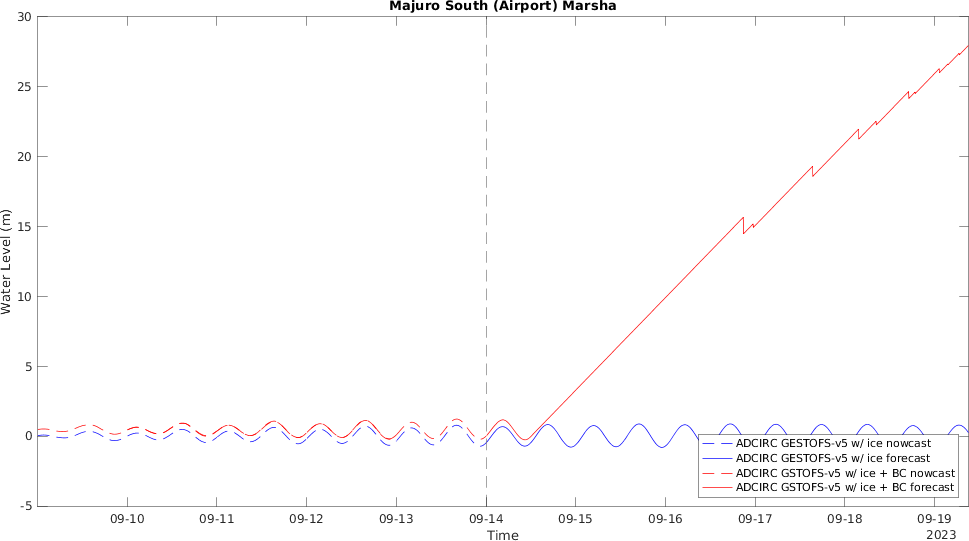 Majuro South (Airport) Marsha
30
25
20
15
10
5
0
-5
Water Level (m)
ADCIRC GESTOFS-v5 w/ ice nowcast
ADCIRC GESTOFS-v5 w/ ice forecast
ADCIRC GSTOFS-v5 w/ ice + BC nowcast
ADCIRC GSTOFS-v5 w/ ice + BC forecast
09-10 09-11 09-12 09-13 09-14 09-15 09-16 09-17 09-18 09-19
Time 2023